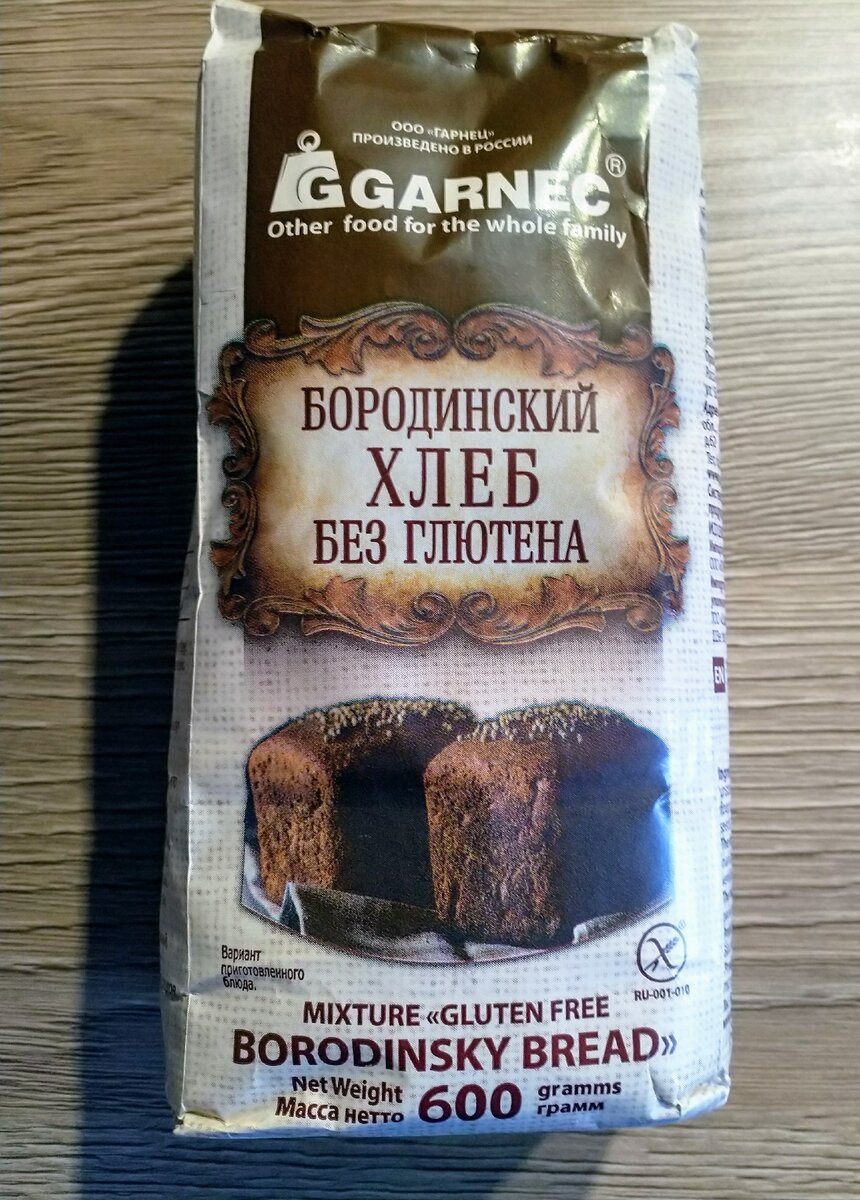 ООО «ГАРНЕЦ»
ПРОИЗВЕДЕНО В РОССИИ
GARNEC®
Other food for the whole family
БОРОДИНСКИЙ
ХЛЕБ
БЕЗ ГЛЮТЕНА
EN
Вариант
приготовленного
блюда.
RU-001-010
MIXTURE «GLUTEN FREE
BORODINSKY BREAD»
Net Weight 600 gramms
Масса нетто грамм